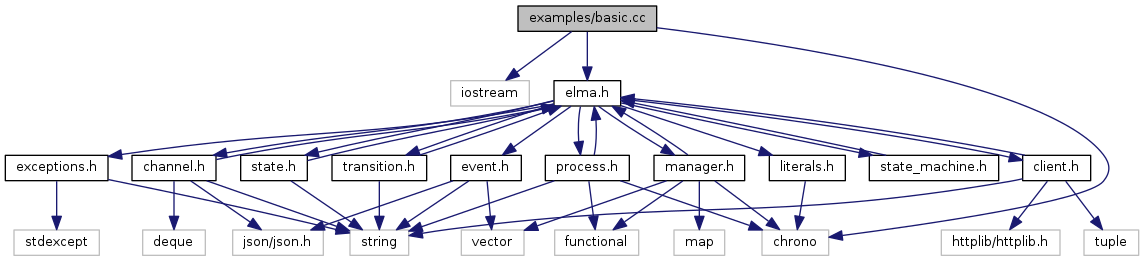 examples/basic.cc
iostream
elma.h
exceptions.h
channel.h
state.h
transition.h
event.h
process.h
manager.h
literals.h
state_machine.h
client.h
stdexcept
deque
json/json.h
string
vector
functional
map
chrono
httplib/httplib.h
tuple